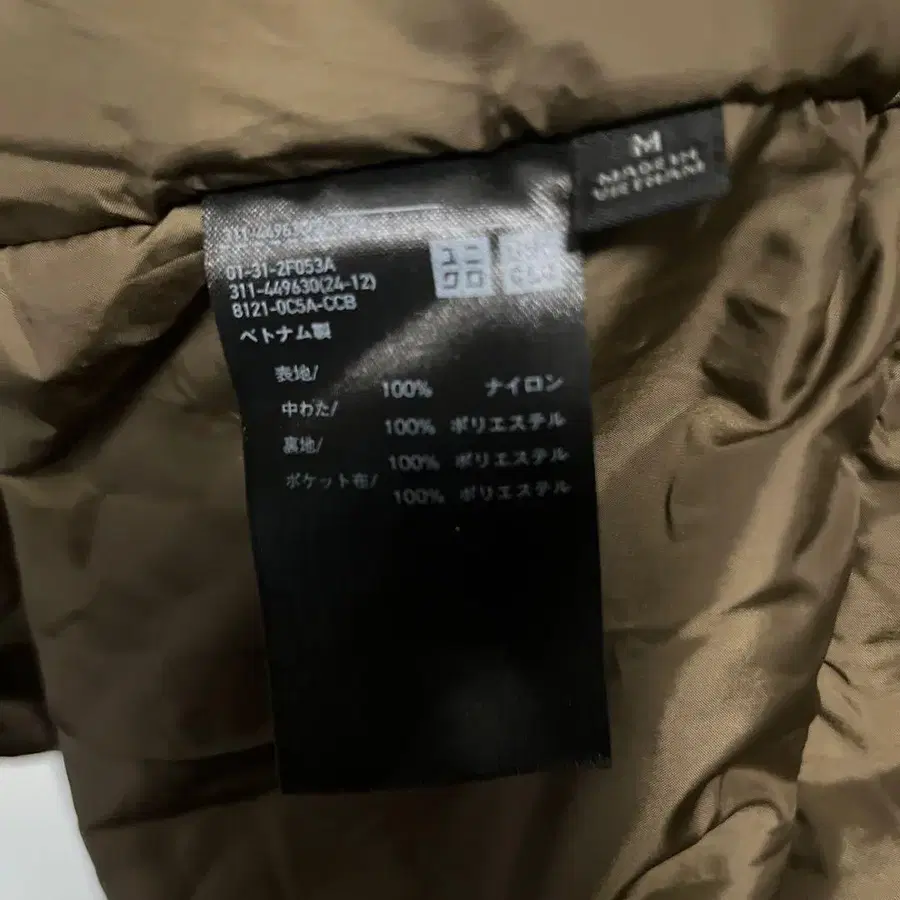 M
MADE IN
VIETNAM
ユニ
クロ
01-31-2F053A
311-449630(24-12)
8121-0C5A-CCB
ベトナム製
表地/ 100% ナイロン
中わた/ 100% ポリエステル
裏地/ 100% ポリエステル
ポケット布/ 100% ポリエステル